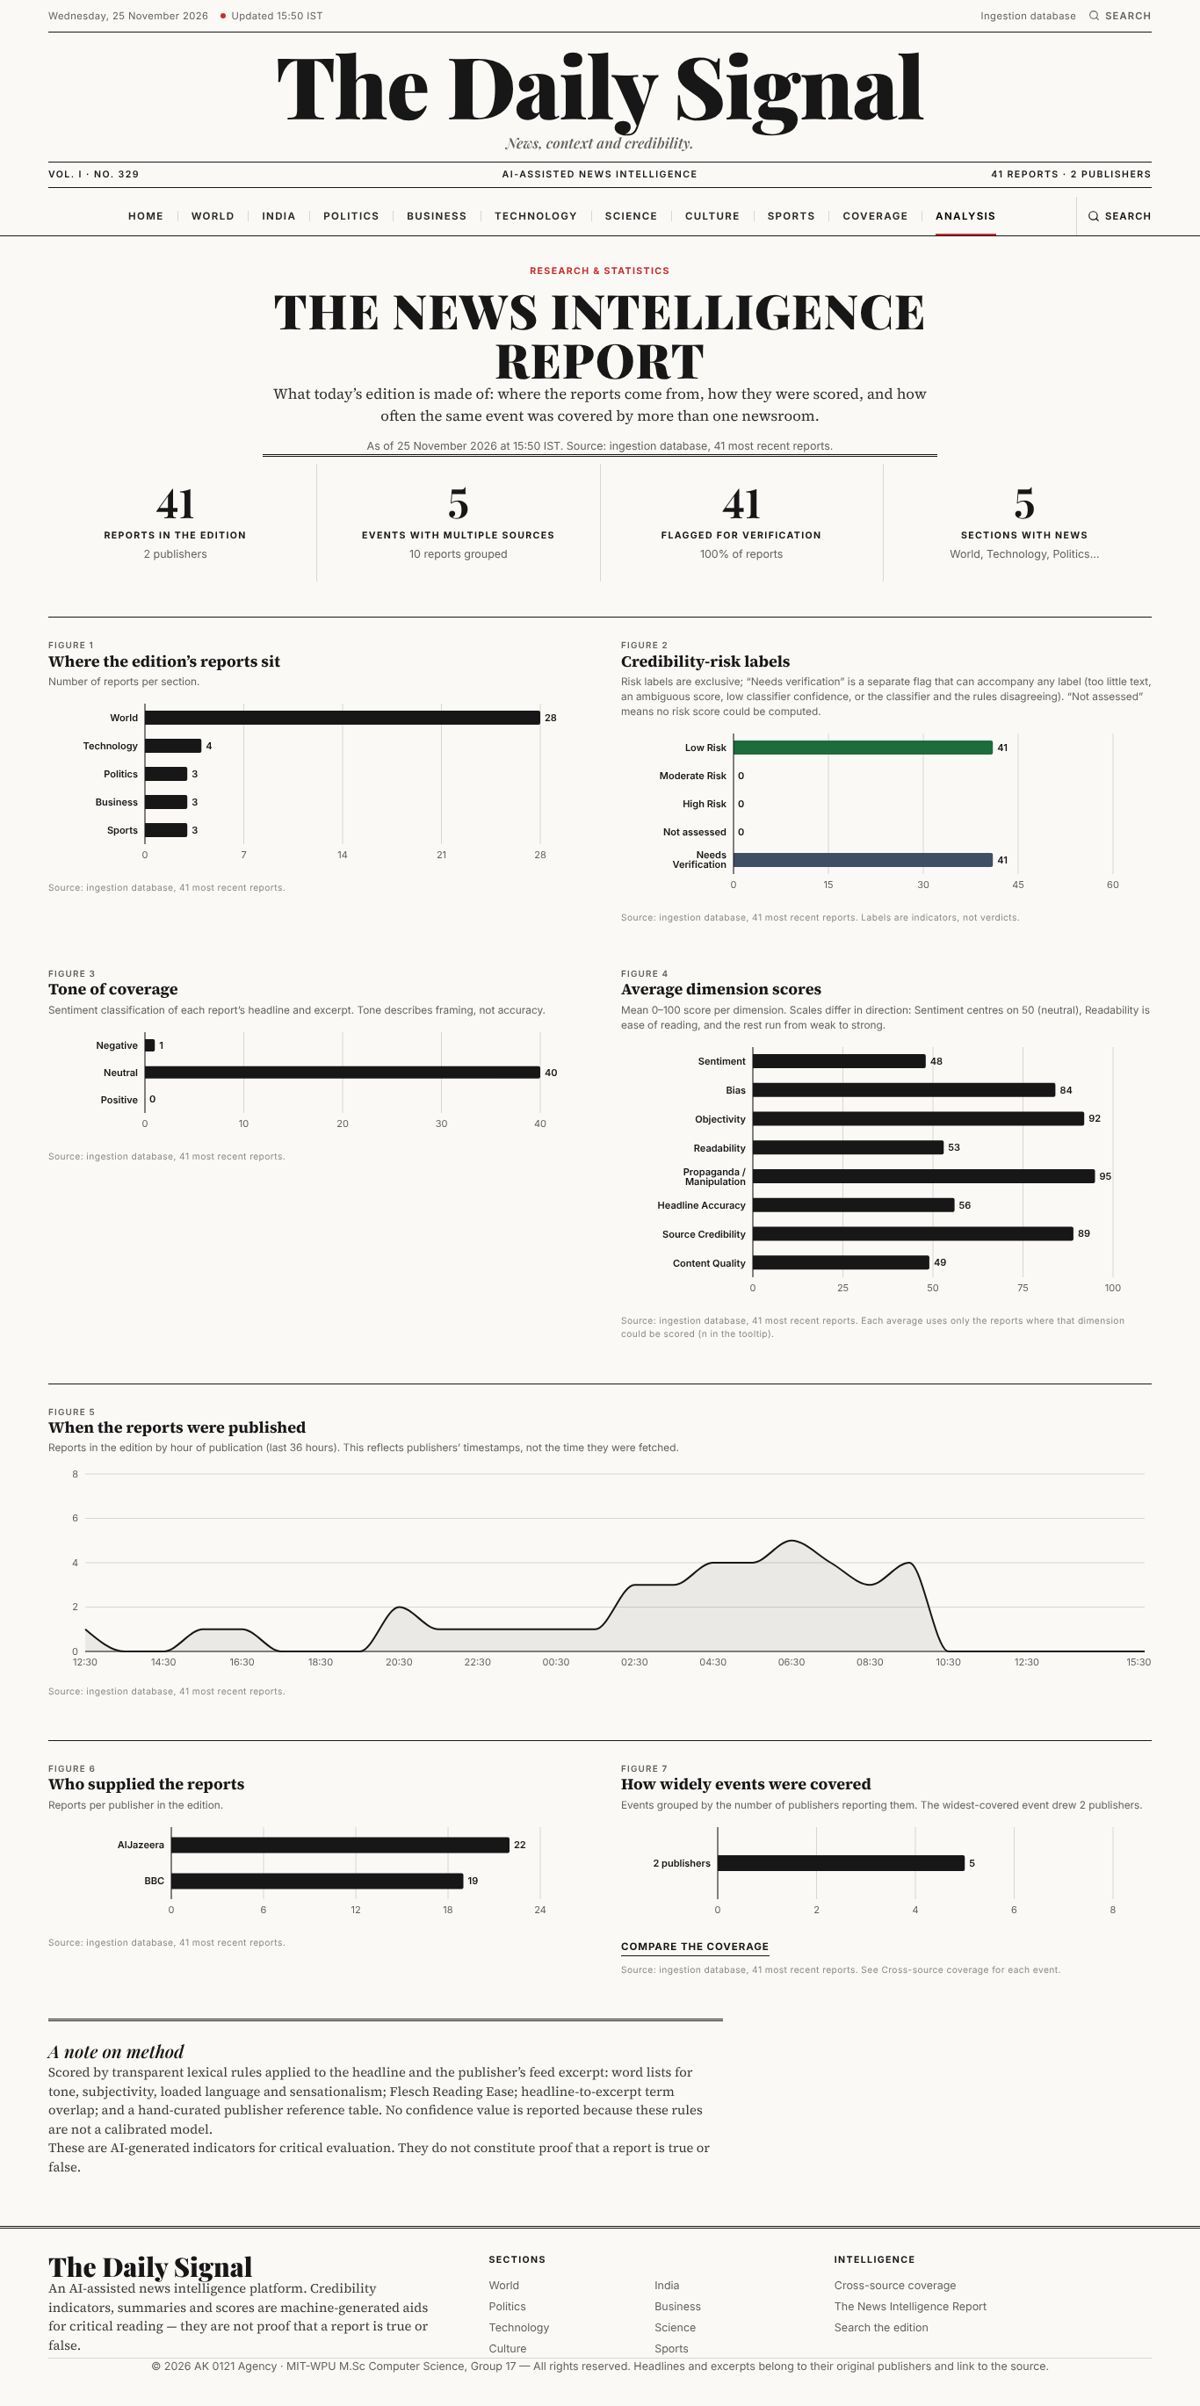 Wednesday, 25 November 2026 Updated 15:50 IST
Ingestion database SEARCH
The Daily Signal
News, context and credibility.
VOL. I · NO. 329
AI-ASSISTED NEWS INTELLIGENCE
41 REPORTS · 2 PUBLISHERS
HOME WORLD INDIA POLITICS BUSINESS TECHNOLOGY SCIENCE CULTURE SPORTS COVERAGE ANALYSIS SEARCH
RESEARCH & STATISTICS
THE NEWS INTELLIGENCE
REPORT
What today’s edition is made of: where the reports come from, how they were scored, and how
often the same event was covered by more than one newsroom.
As of 25 November 2026 at 15:50 IST. Source: ingestion database, 41 most recent reports.
41
REPORTS IN THE EDITION
2 publishers
5
EVENTS WITH MULTIPLE SOURCES
10 reports grouped
41
FLAGGED FOR VERIFICATION
100% of reports
5
SECTIONS WITH NEWS
World, Technology, Politics…
FIGURE 1
Where the edition’s reports sit
Number of reports per section.
World 28
Technology 4
Politics 3
Business 3
Sports 3
0 7 14 21 28
Source: ingestion database, 41 most recent reports.
FIGURE 2
Credibility-risk labels
Risk labels are exclusive; “Needs verification” is a separate flag that can accompany any label (too little text,
an ambiguous score, low classifier confidence, or the classifier and the rules disagreeing). “Not assessed”
means no risk score could be computed.
Low Risk 41
Moderate Risk 0
High Risk 0
Not assessed 0
Needs
Verification 41
0 15 30 45 60
Source: ingestion database, 41 most recent reports. Labels are indicators, not verdicts.
FIGURE 3
Tone of coverage
Sentiment classification of each report’s headline and excerpt. Tone describes framing, not accuracy.
Negative 1
Neutral 40
Positive 0
0 10 20 30 40
Source: ingestion database, 41 most recent reports.
FIGURE 4
Average dimension scores
Mean 0–100 score per dimension. Scales differ in direction: Sentiment centres on 50 (neutral), Readability is
ease of reading, and the rest run from weak to strong.
Sentiment 48
Bias 84
Objectivity 92
Readability 53
Propaganda /
Manipulation 95
Headline Accuracy 56
Source Credibility 89
Content Quality 49
0 25 50 75 100
Source: ingestion database, 41 most recent reports. Each average uses only the reports where that dimension
could be scored (n in the tooltip).
FIGURE 5
When the reports were published
Reports in the edition by hour of publication (last 36 hours). This reflects publishers’ timestamps, not the time they were fetched.
8
6
4
2
0
12:30 14:30 16:30 18:30 20:30 22:30 00:30 02:30 04:30 06:30 08:30 10:30 12:30 15:30
Source: ingestion database, 41 most recent reports.
FIGURE 6
Who supplied the reports
Reports per publisher in the edition.
AlJazeera 22
BBC 19
0 6 12 18 24
Source: ingestion database, 41 most recent reports.
FIGURE 7
How widely events were covered
Events grouped by the number of publishers reporting them. The widest-covered event drew 2 publishers.
2 publishers 5
0 2 4 6 8
COMPARE THE COVERAGE
Source: ingestion database, 41 most recent reports. See Cross-source coverage for each event.
A note on method
Scored by transparent lexical rules applied to the headline and the publisher’s feed excerpt: word lists for
tone, subjectivity, loaded language and sensationalism; Flesch Reading Ease; headline-to-excerpt term
overlap; and a hand-curated publisher reference table. No confidence value is reported because these rules
are not a calibrated model.
These are AI-generated indicators for critical evaluation. They do not constitute proof that a report is true or
false.
The Daily Signal
An AI-assisted news intelligence platform. Credibility
indicators, summaries and scores are machine-generated aids
for critical reading — they are not proof that a report is true or
false.
SECTIONS
World India
Politics Business
Technology Science
Culture Sports
INTELLIGENCE
Cross-source coverage
The News Intelligence Report
Search the edition
© 2026 AK 0121 Agency · MIT-WPU M.Sc Computer Science, Group 17 — All rights reserved. Headlines and excerpts belong to their original publishers and link to the source.